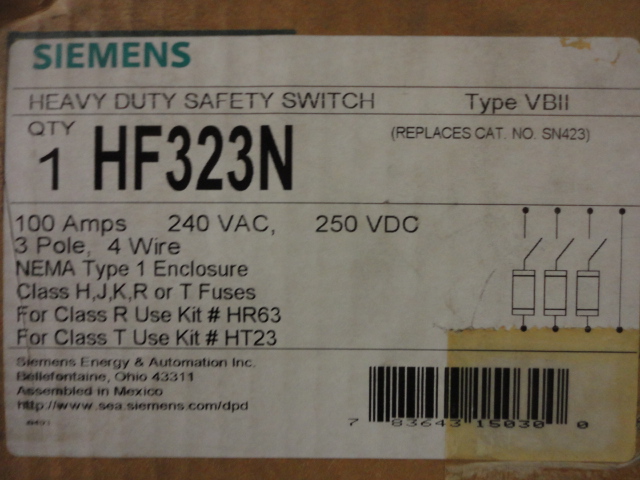 SIEMENS
HEAVY DUTY SAFETY SWITCH Type VBII
QTY
1 HF323N (REPLACES CAT. NO. SN423)
100 Amps 240 VAC, 250 VDC
3 Pole, 4 Wire
NEMA Type 1 Enclosure
Class H,J,K,R or T Fuses
For Class R Use Kit # HR63
For Class T Use Kit # HT23
Siemens Energy & Automation Inc.
Bellefontaine, Ohio 43311
Assembled in Mexico
http://www.sea.siemens.com/dpd
7 83643 15030 0